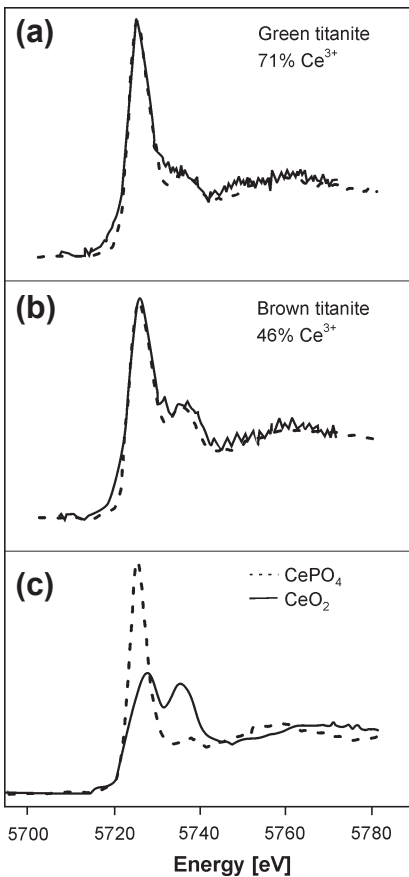 (a)
Green titanite
71% Ce³⁺
(b)
Brown titanite
46% Ce³⁺
(c)
CePO₄
CeO₂
5700 5720 5740 5760 5780
Energy [eV]